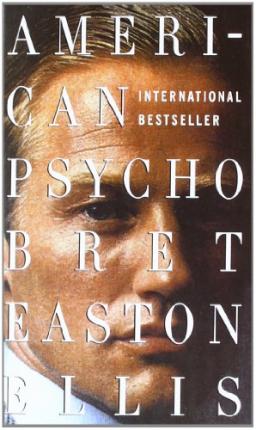 AMERI-
CAN
INTERNATIONAL
BESTSELLER
PSYCHO
BRET
EASTON
ELLIS